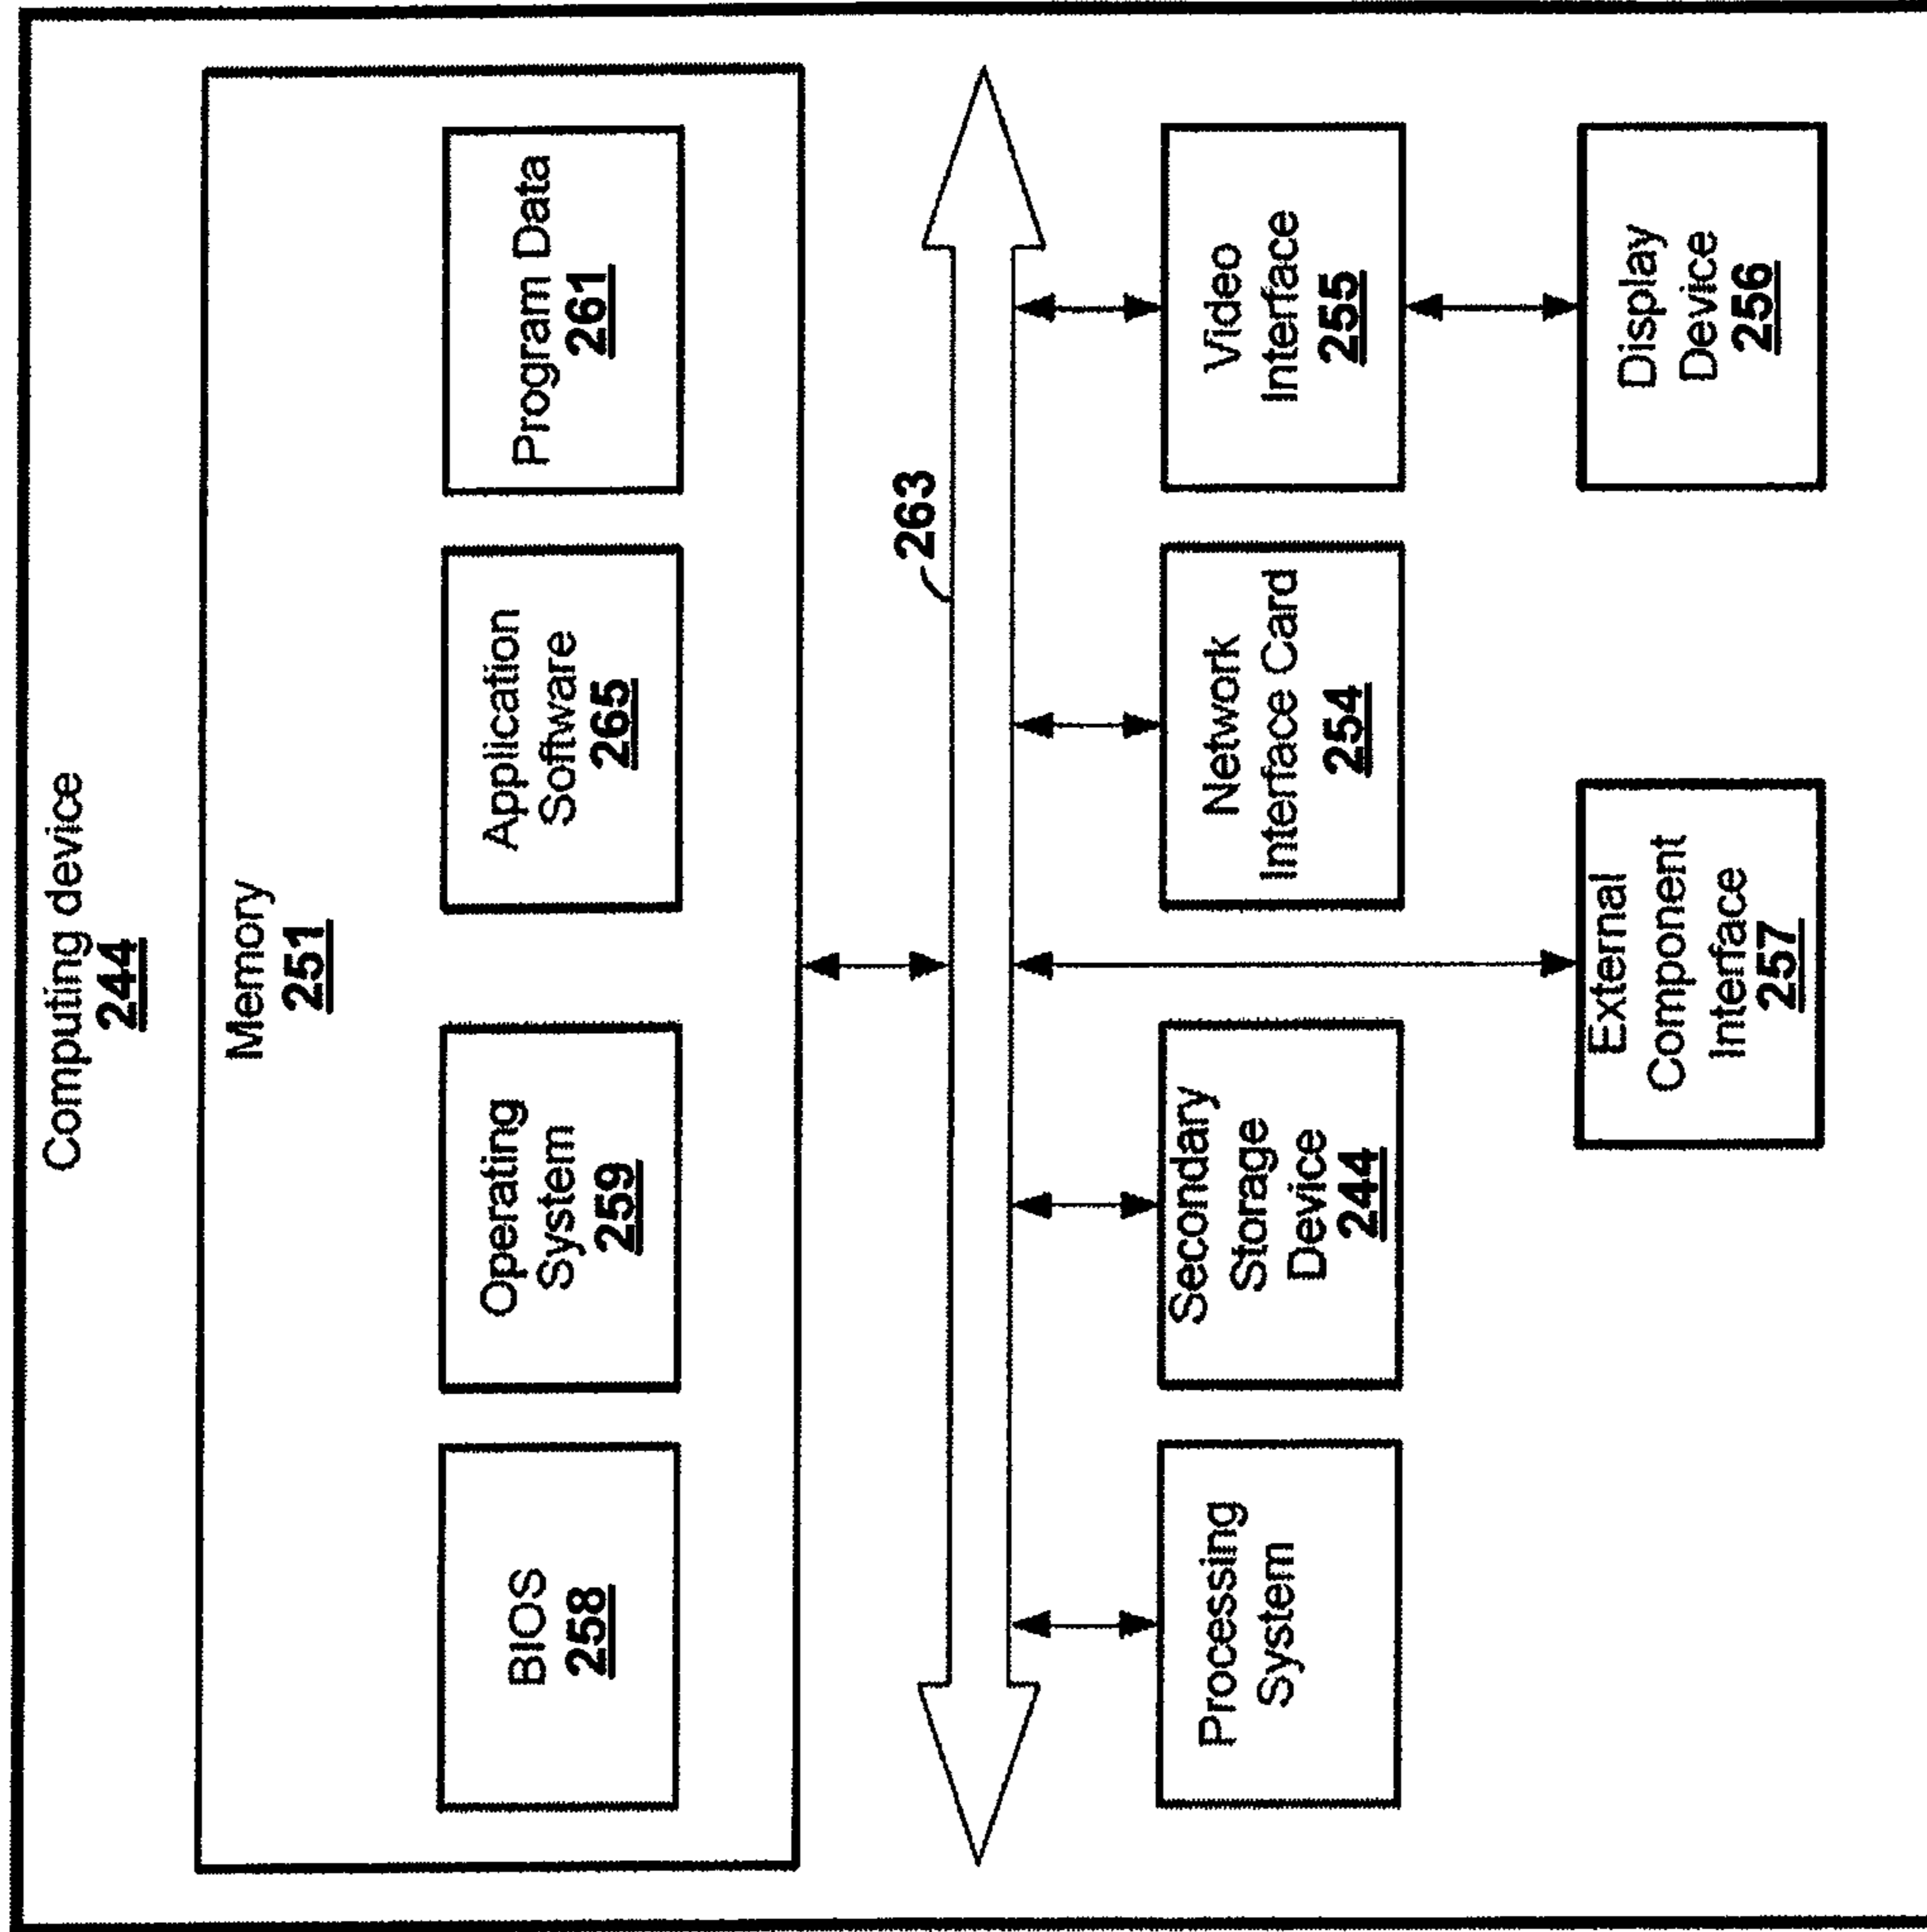 Computing device
244
Memory
251
BIOS
258
Operating
System
259
Application
Software
265
Program Data
261
263
Processing
System
Secondary
Storage
Device
244
Network
Interface Card
254
Video
Interface
255
External
Component
Interface
257
Display
Device
256